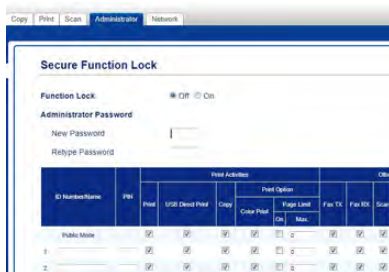 Copy Print Scan Administrator Network
Secure Function Lock
Function Lock Off On
Administrator Password
New Password
Retype Password
Print Activities
Print Option
ID Number/Name PIN Print USB Direct Print Copy Color Print Page Limit Fax TX Fax RX Scan
On Max.
Public Mode 0
1 0
2